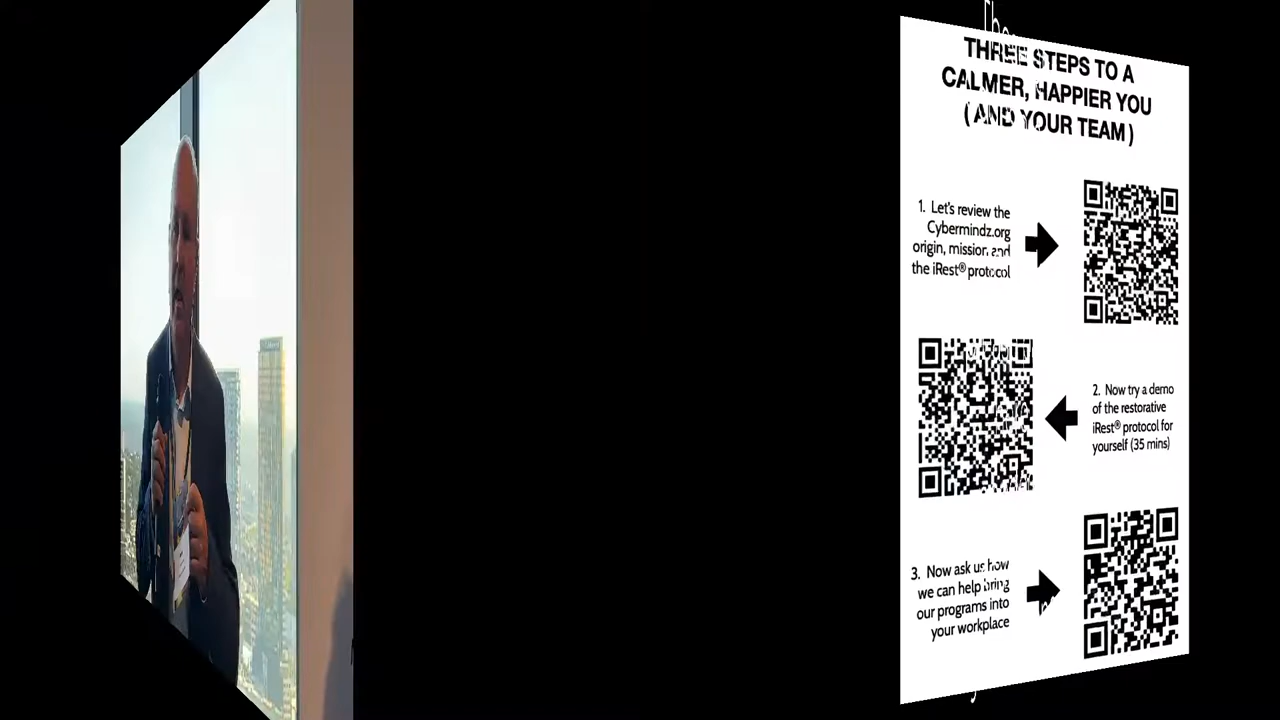 THREE STEPS TO A
CALMER, HAPPIER YOU
(AND YOUR TEAM)
1. Let's review the
Cybermindz.org
origin, mission and
the iRest® protocol
2. Now try a demo
of the restorative
iRest® protocol for
yourself (35 mins)
3. Now ask us how
we can help bring
our programs into
your workplace